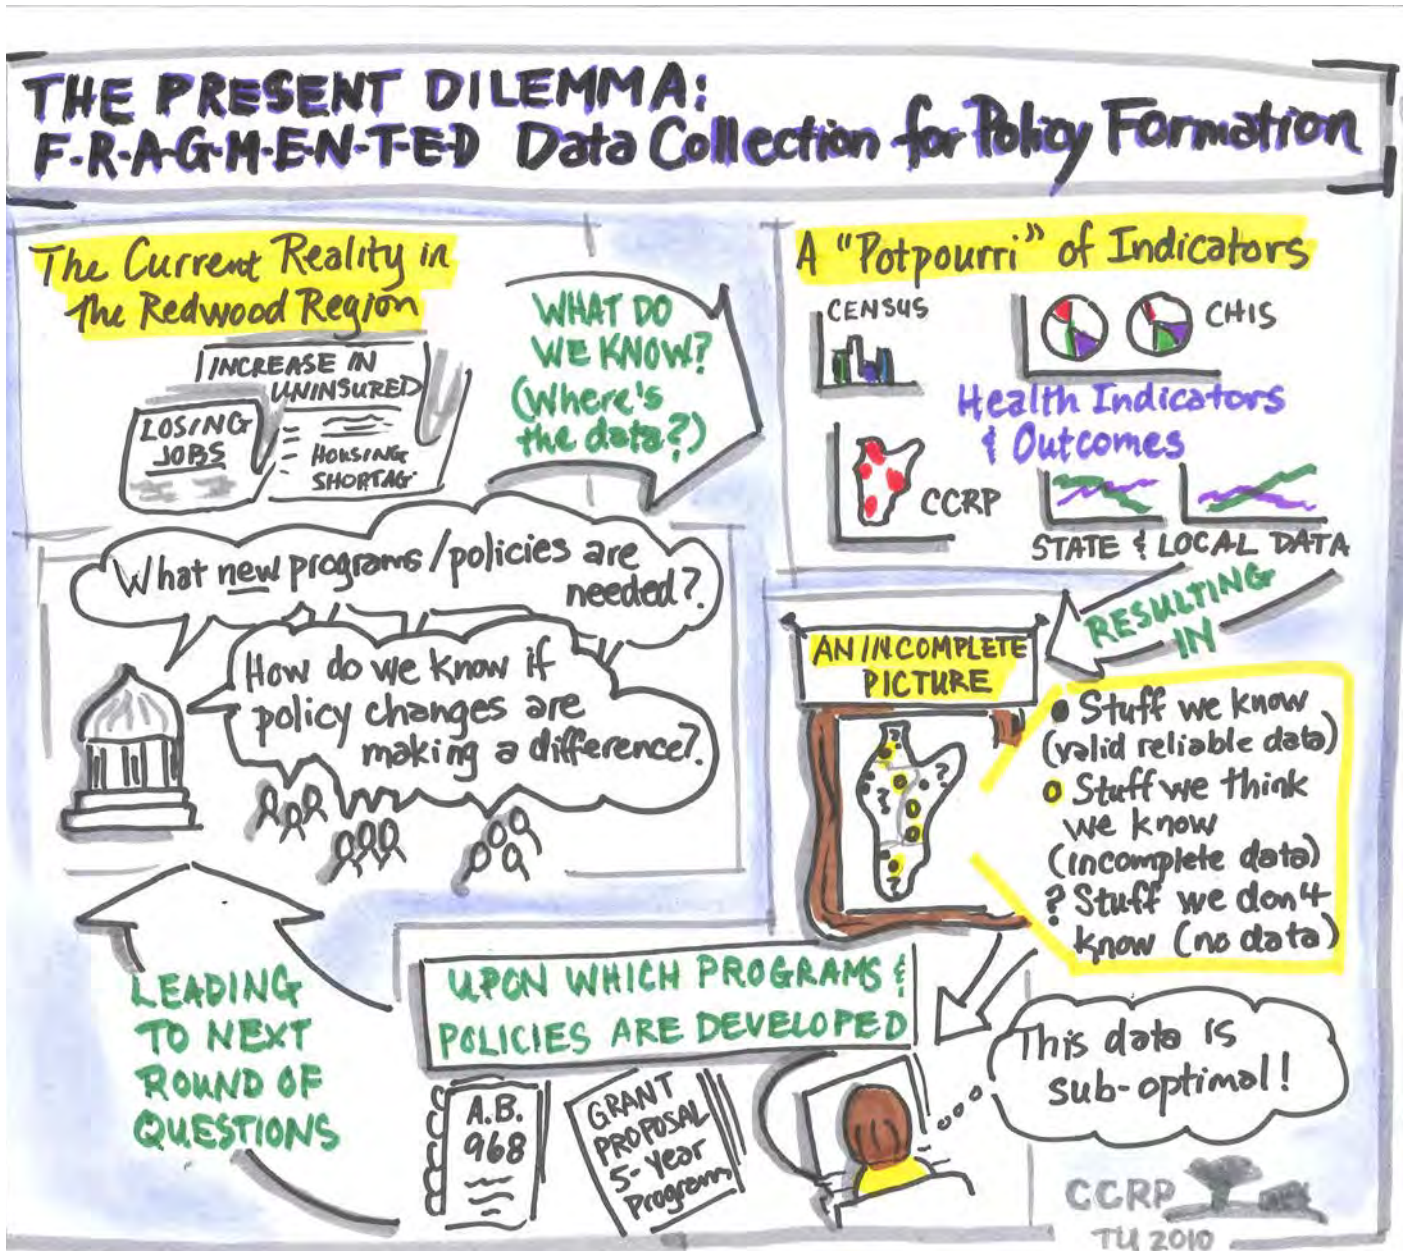 THE PRESENT DILEMMA:
F-R-A-G-M-E-N-T-E-D Data Collection for Policy Formation
The Current Reality in
the Redwood Region
INCREASE IN
UNINSURED
LOSING
JOBS
HOUSING
SHORTAG
WHAT DO
WE KNOW?
(Where's
the data?)
A "Potpourri" of Indicators
CENSUS
CHIS
Health Indicators
& Outcomes
CCRP
STATE & LOCAL DATA
RESULTING
IN
What new programs/policies are
needed?
How do we know if
policy changes are
making a difference?
AN INCOMPLETE
PICTURE
?
?
?
?
Stuff we know
(valid reliable data)
Stuff we think
we know
(incomplete data)
? Stuff we don't
know (no data)
UPON WHICH PROGRAMS &
POLICIES ARE DEVELOPED
LEADING
TO NEXT
ROUND OF
QUESTIONS
A.B.
968
GRANT
PROPOSAL
5-Year
Program
This data is
sub-optimal!
CCRP
TU 2010